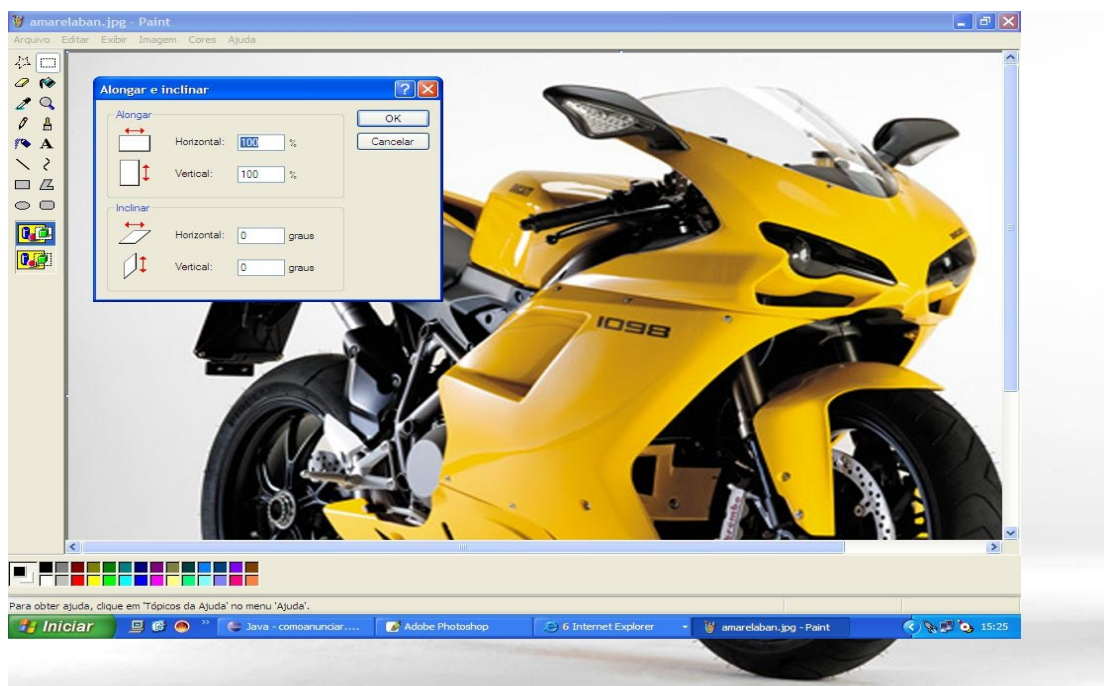 amarelaban.jpg - Paint
Arquivo Editar Exibir Imagem Cores Ajuda
Alongar e inclinar
Alongar
OK
Horizontal: 100 %
Cancelar
Vertical: 100 %
Inclinar
Horizontal: 0 graus
Vertical: 0 graus
DUCATI
1098
brembo
Para obter ajuda, clique em 'Tópicos da Ajuda' no menu 'Ajuda'.
Iniciar
Java - comoanunciar....
Adobe Photoshop
6 Internet Explorer
amarelaban.jpg - Paint
15:25